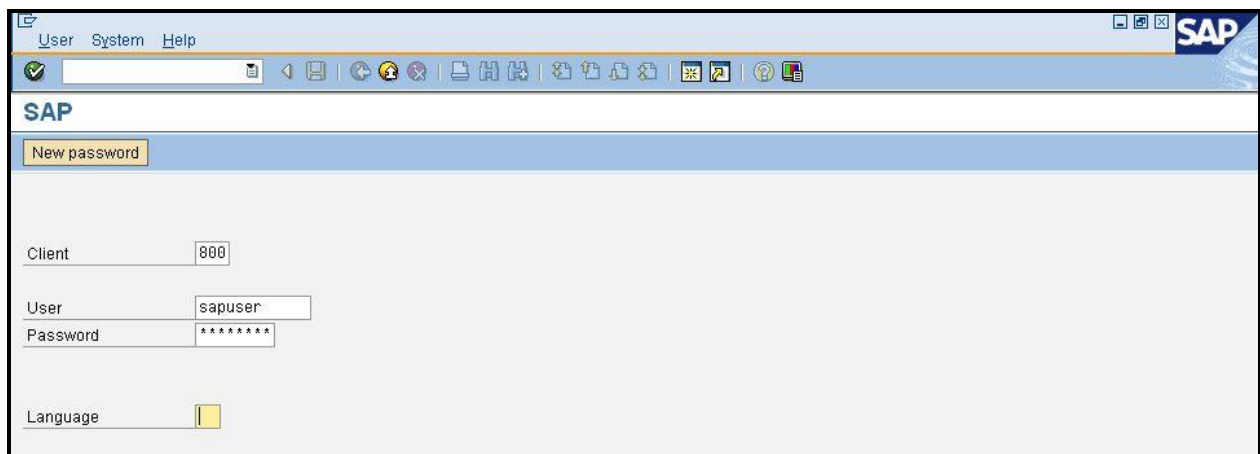 User System Help
SAP
SAP
New password
Client 800
User sapuser
Password ********
Language